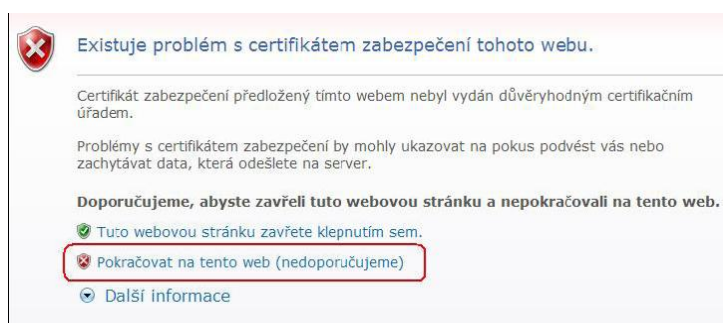 Existuje problém s certifikátem zabezpečení tohoto webu.
Certifikát zabezpečení předložený tímto webem nebyl vydán důvěryhodným certifikačním
úřadem.
Problémy s certifikátem zabezpečení by mohly ukazovat na pokus podvést vás nebo
zachytávat data, která odešlete na server.
Doporučujeme, abyste zavřeli tuto webovou stránku a nepokračovali na tento web.
Tuto webovou stránku zavřete klepnutím sem.
Pokračovat na tento web (nedoporučujeme)
Další informace